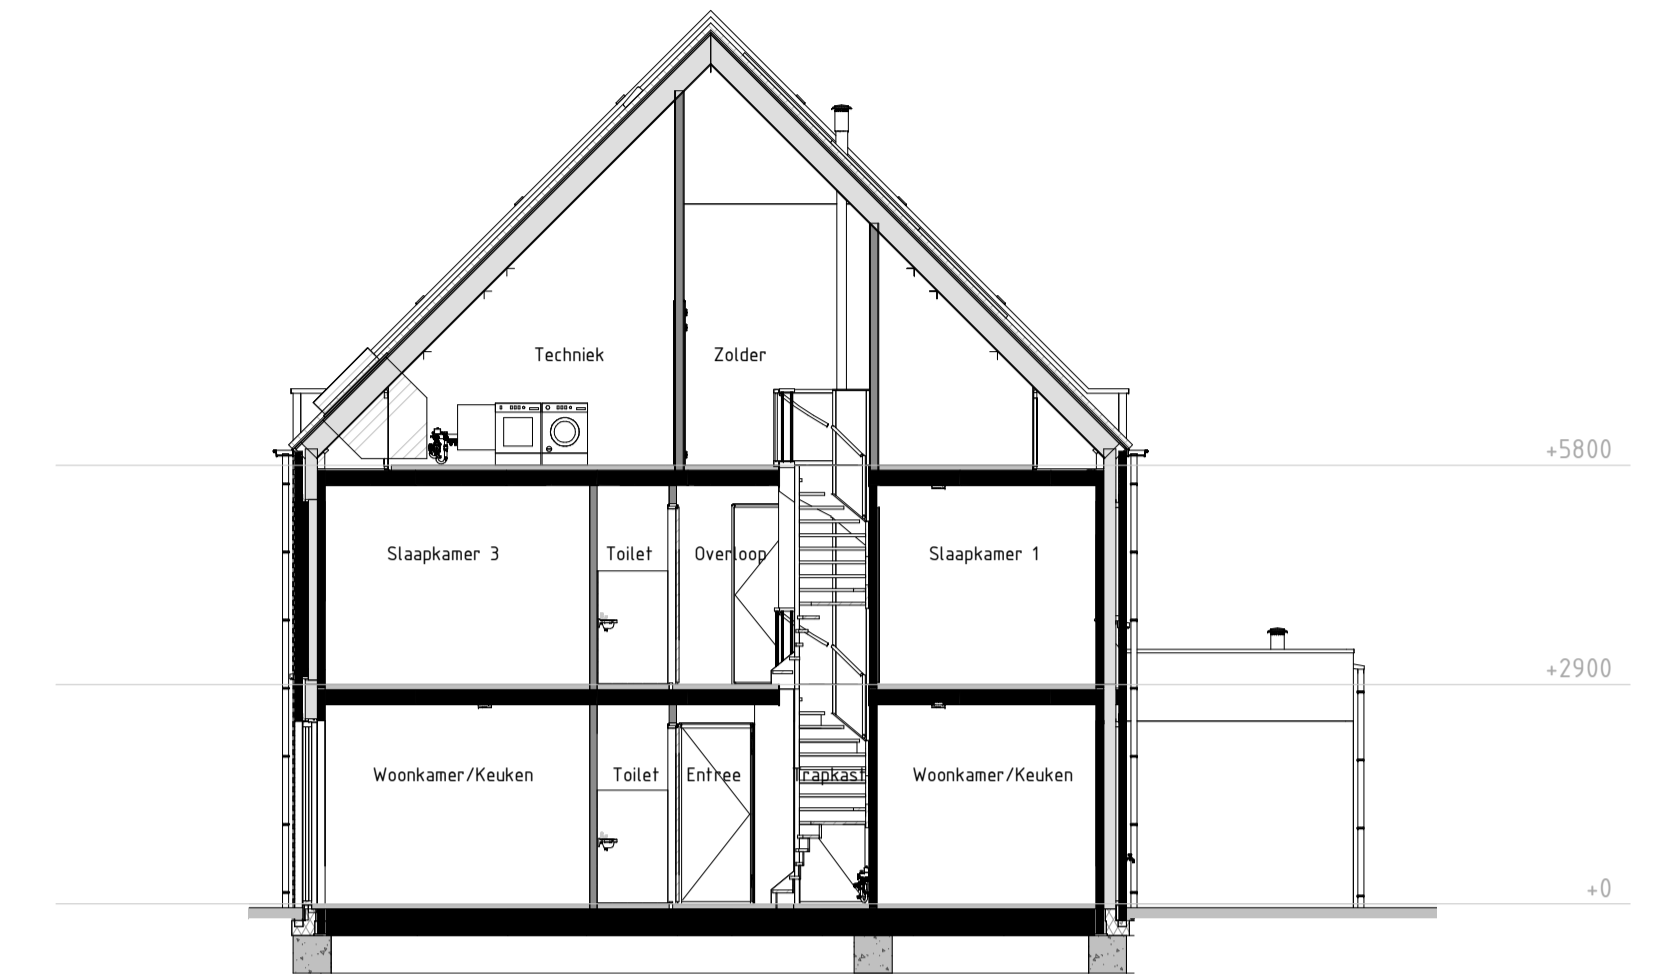 Techniek
Zolder
+5800
Slaapkamer 3
Toilet
Overloop
Slaapkamer 1
+2900
Woonkamer/Keuken
Toilet
Entree
Trapkast
Woonkamer/Keuken
+0